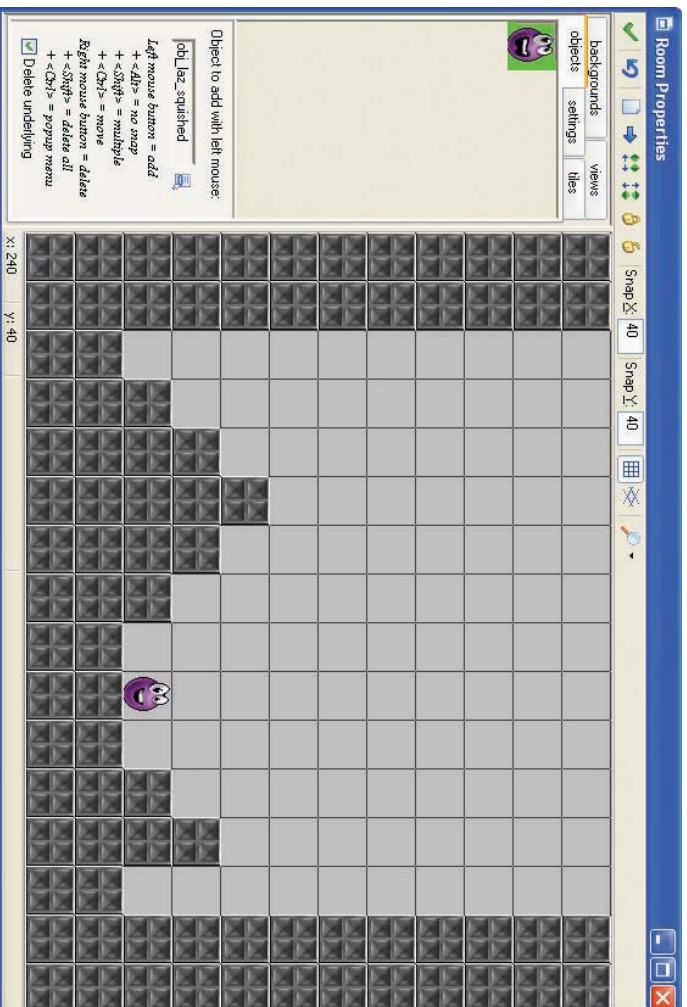 Room Properties
Snap X: 40 Snap Y: 40
backgrounds views
objects settings tiles
Object to add with left mouse:
obj_laz_squished
Left mouse button = add
+ <Alt> = no snap
+ <Shift> = multiple
+ <Ctrl> = move
Right mouse button = delete
+ <Shift> = delete all
+ <Ctrl> = popup menu
Delete underlying
x: 240 y: 40